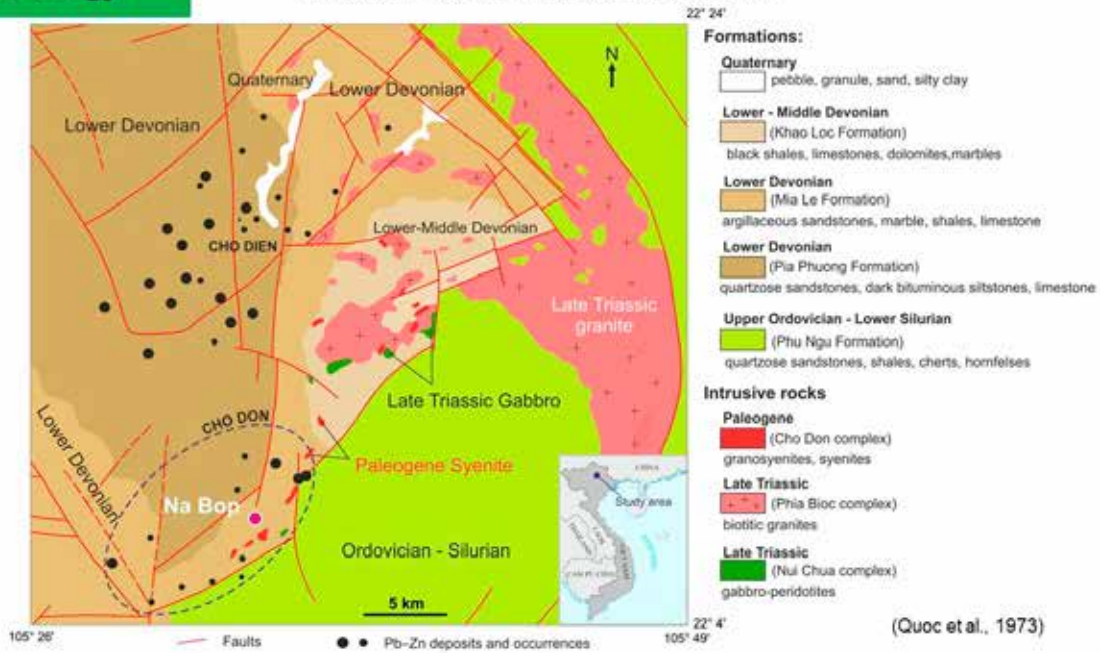 22° 24'
N
Quaternary
Lower Devonian
Lower Devonian
Lower-Middle Devonian
CHO DIEN
Late Triassic
granite
Late Triassic Gabbro
CHO DON
Lower Devonian
Paleogene Syenite
Na Bop
Ordovician - Silurian
5 km
CHINA
Study area
105° 26'
22° 4'
105° 49'
Faults
Pb-Zn deposits and occurrences
Formations:
Quaternary
pebble, granule, sand, silty clay
Lower - Middle Devonian
(Khao Loc Formation)
black shales, limestones, dolomites,marbles
Lower Devonian
(Mia Le Formation)
argillaceous sandstones, marble, shales, limestone
Lower Devonian
(Pia Phuong Formation)
quartzose sandstones, dark bituminous siltstones, limestone
Upper Ordovician - Lower Silurian
(Phu Ngu Formation)
quartzose sandstones, shales, cherts, hornfelses
Intrusive rocks
Paleogene
(Cho Don complex)
granosyenites, syenites
Late Triassic
(Phia Bioc complex)
biotitic granites
Late Triassic
(Nui Chua complex)
gabbro-peridotites
(Quoc et al., 1973)